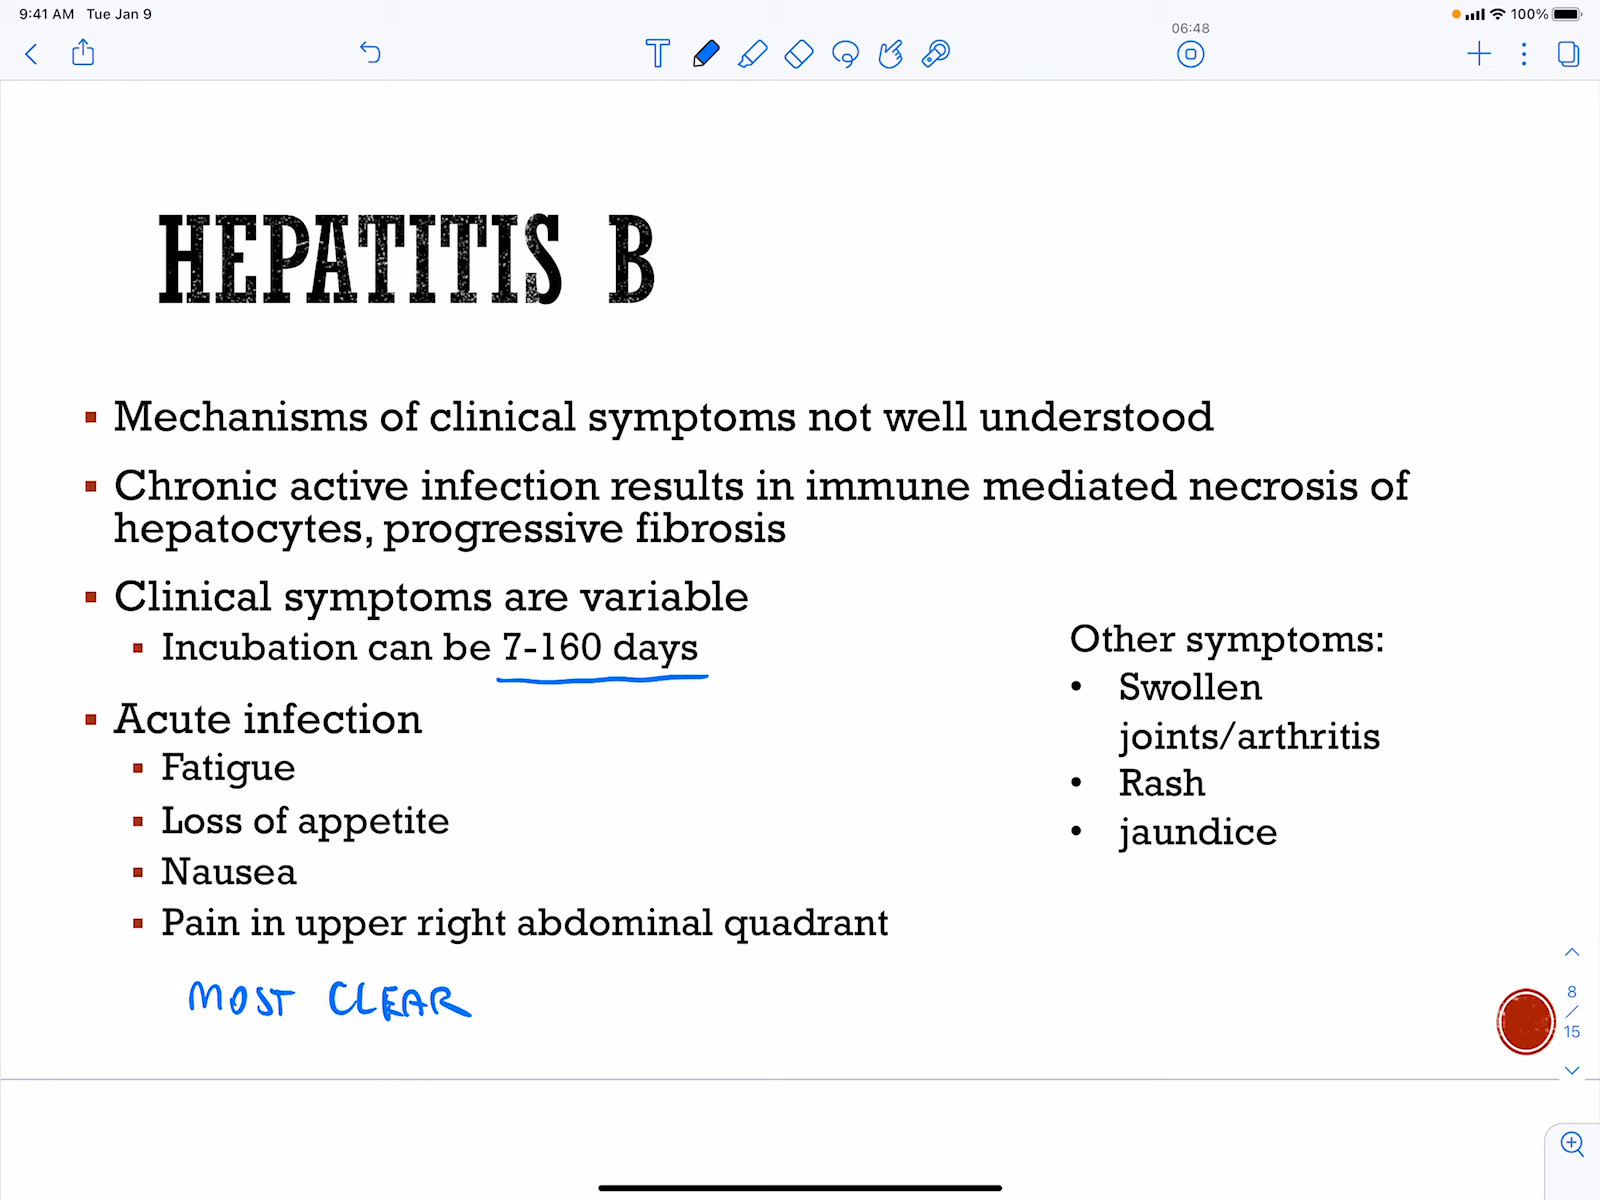 9:41 AM Tue Jan 9
100%
06:48
HEPATITIS B
Mechanisms of clinical symptoms not well understood
Chronic active infection results in immune mediated necrosis of
hepatocytes, progressive fibrosis
Clinical symptoms are variable
Incubation can be 7-160 days
Acute infection
Fatigue
Loss of appetite
Nausea
Pain in upper right abdominal quadrant
MOST CLEAR
Other symptoms:
• Swollen
joints/arthritis
• Rash
• jaundice
8
/
15